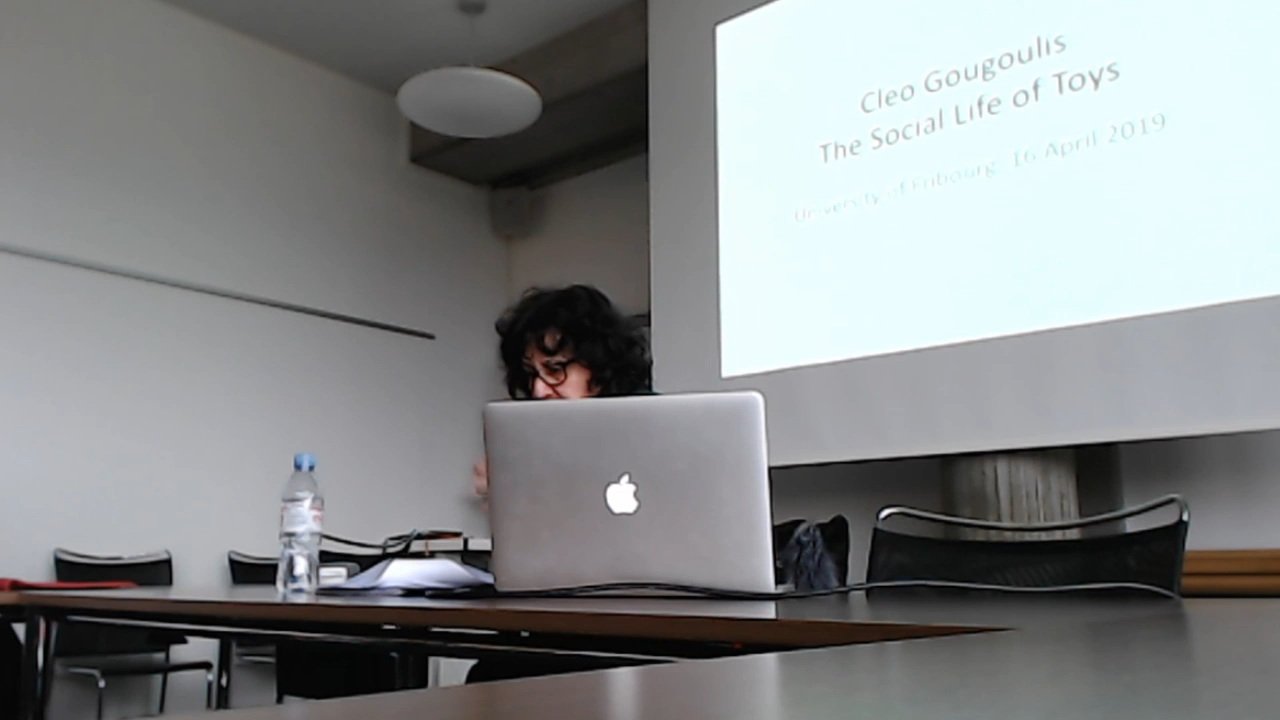 Cleo Gougoulis
The Social Life of Toys
University of Fribourg, 16 April 2019